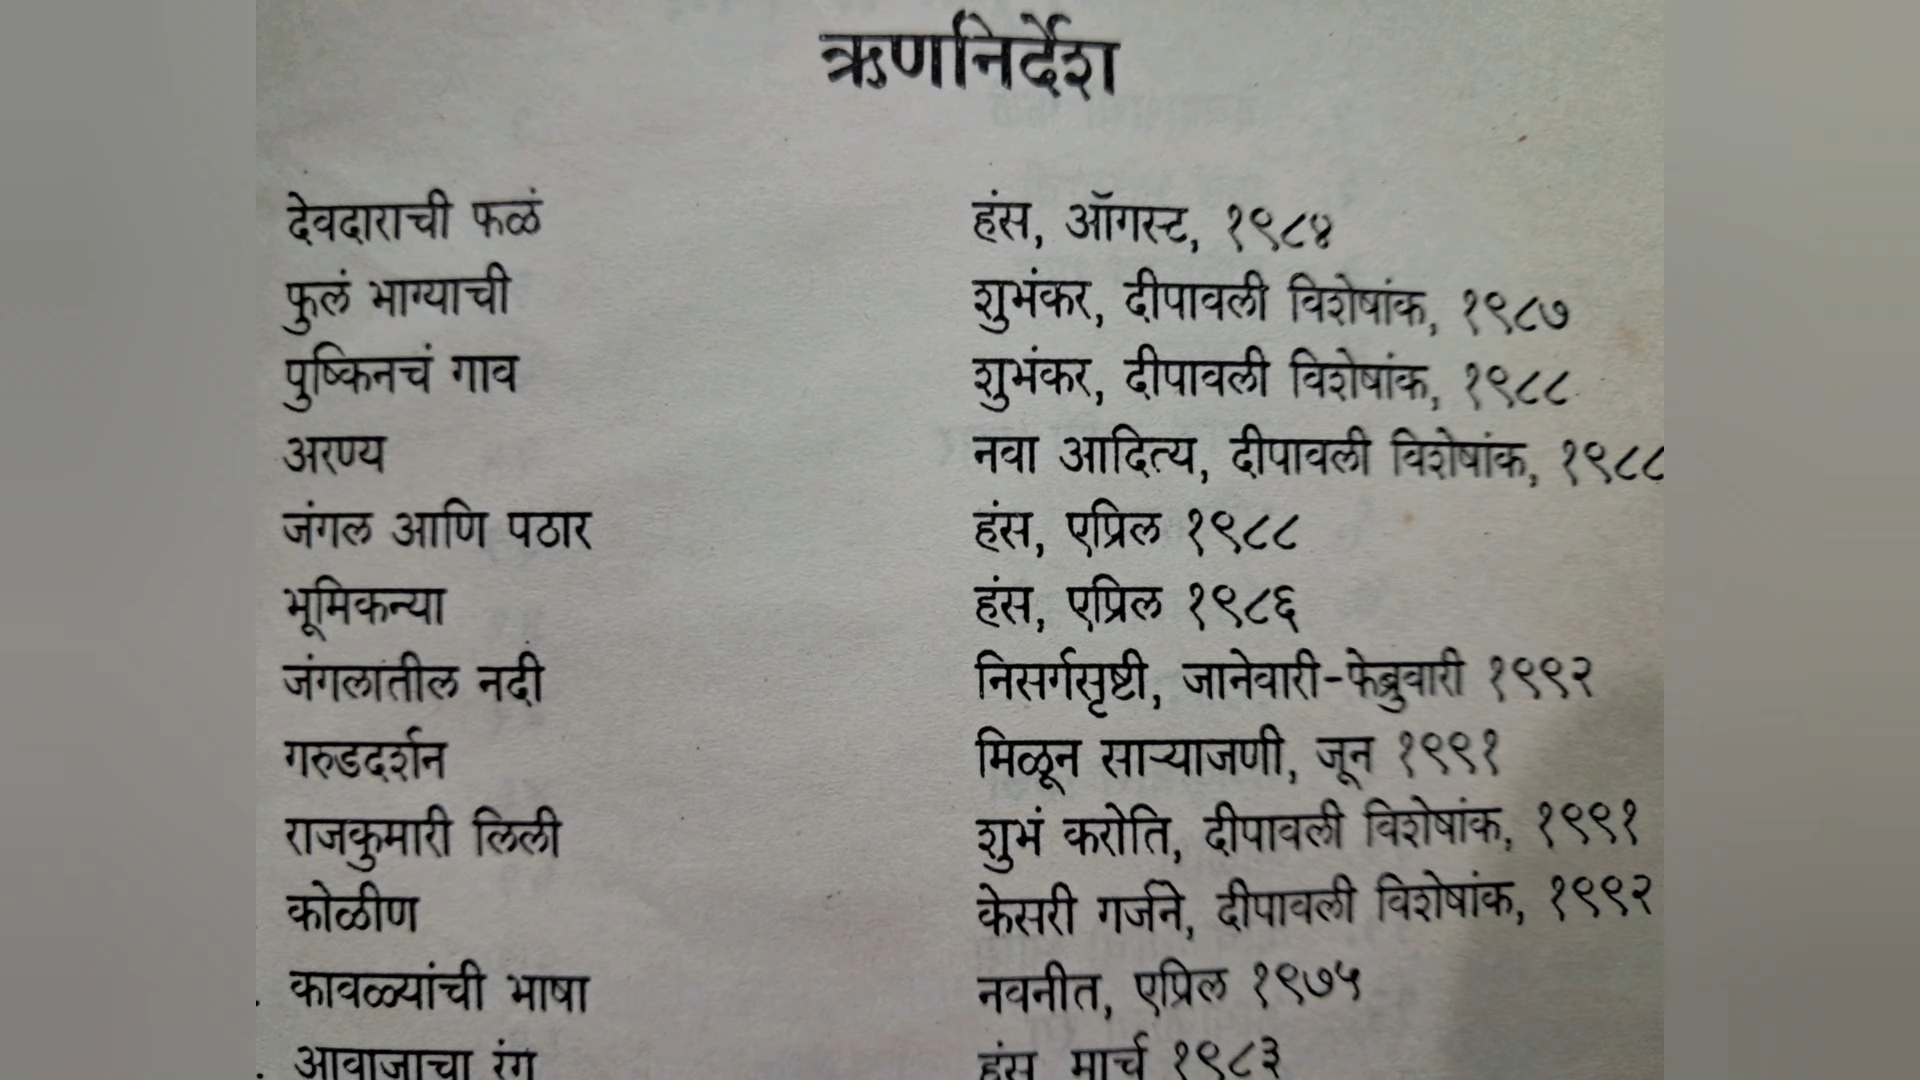 ऋणनिर्देश
देवदाराची फळं हंस, ऑगस्ट, १९८४
फुलं भाग्याची शुभंकर, दीपावली विशेषांक, १९८७
पुष्किनचं गाव शुभंकर, दीपावली विशेषांक, १९८८
अरण्य नवा आदित्य, दीपावली विशेषांक, १९८८
जंगल आणि पठार हंस, एप्रिल १९८८
भूमिकन्या हंस, एप्रिल १९८६
जंगलातील नदी निसर्गसृष्टी, जानेवारी-फेब्रुवारी १९९२
गरुडदर्शन मिळून साऱ्याजणी, जून १९९१
राजकुमारी लिली शुभं करोति, दीपावली विशेषांक, १९९१
कोळीण केसरी गर्जने, दीपावली विशेषांक, १९९२
. कावळ्यांची भाषा नवनीत, एप्रिल १९७५
. आवाजाचा रंग हंस मार्च १९८३